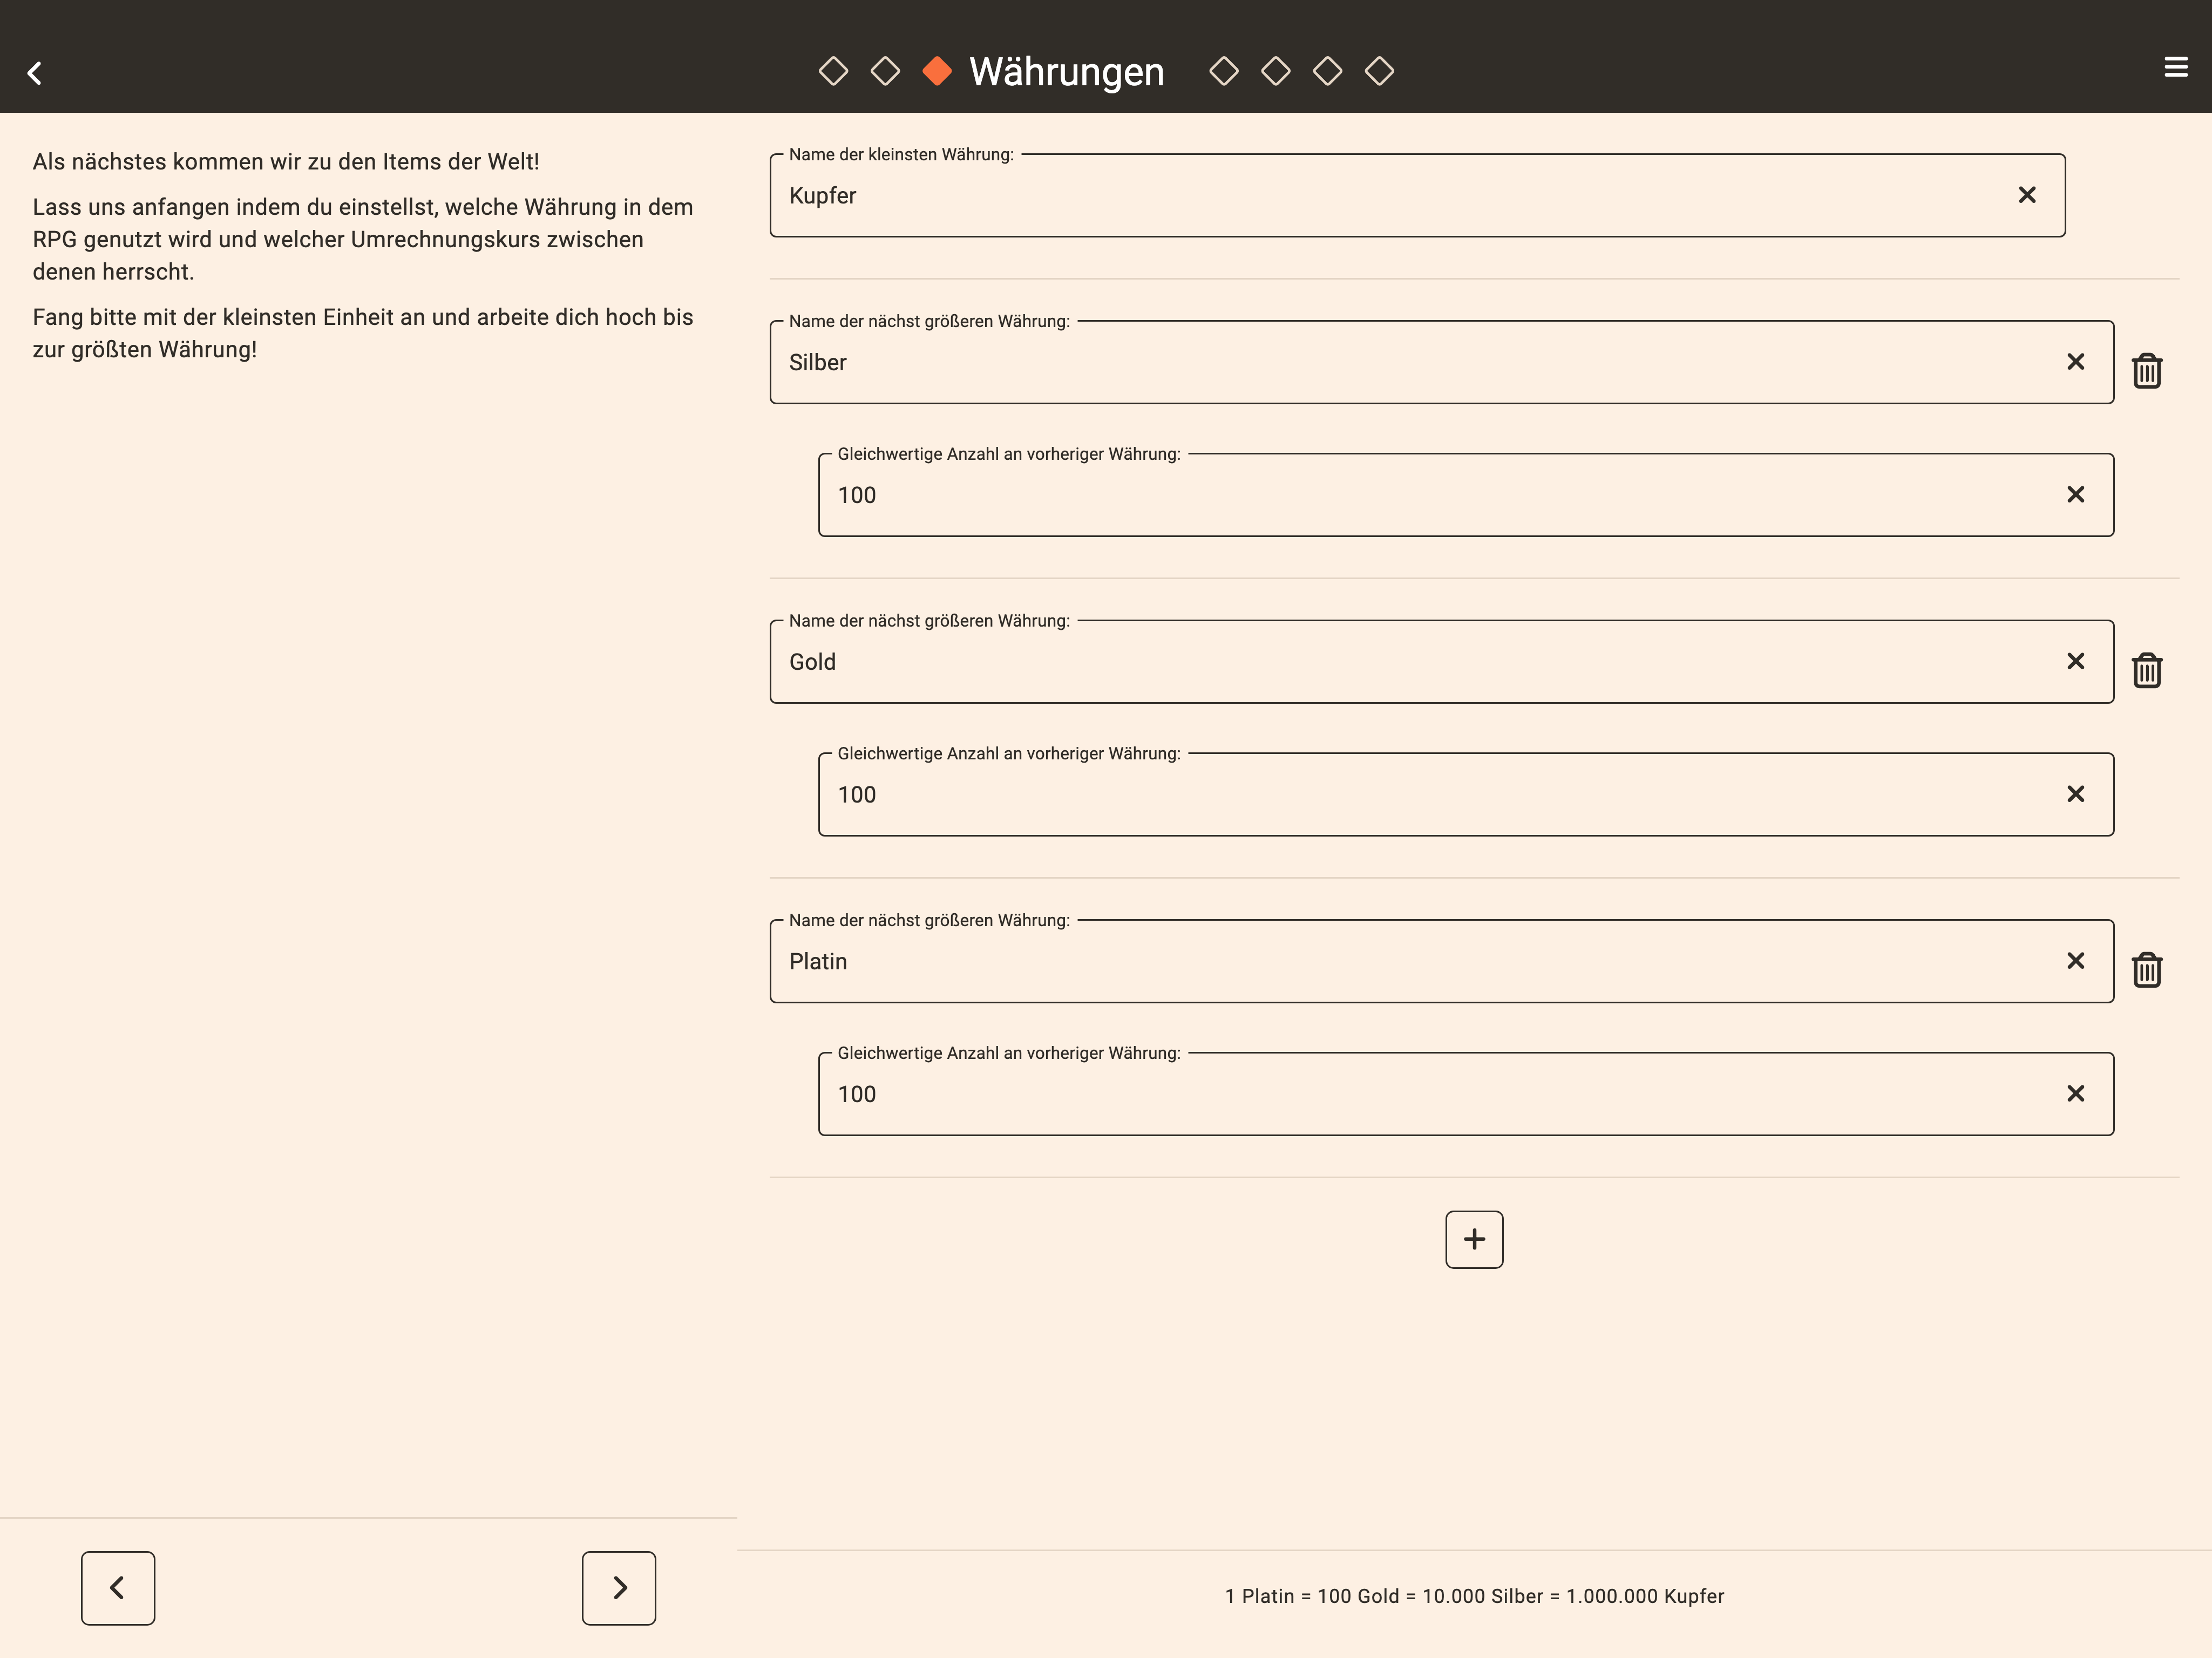 Währungen
Als nächstes kommen wir zu den Items der Welt!
Lass uns anfangen indem du einstellst, welche Währung in dem
RPG genutzt wird und welcher Umrechnungskurs zwischen
denen herrscht.
Fang bitte mit der kleinsten Einheit an und arbeite dich hoch bis
zur größten Währung!
Name der kleinsten Währung:
Kupfer
Name der nächst größeren Währung:
Silber
Gleichwertige Anzahl an vorheriger Währung:
100
Name der nächst größeren Währung:
Gold
Gleichwertige Anzahl an vorheriger Währung:
100
Name der nächst größeren Währung:
Platin
Gleichwertige Anzahl an vorheriger Währung:
100
1 Platin = 100 Gold = 10.000 Silber = 1.000.000 Kupfer